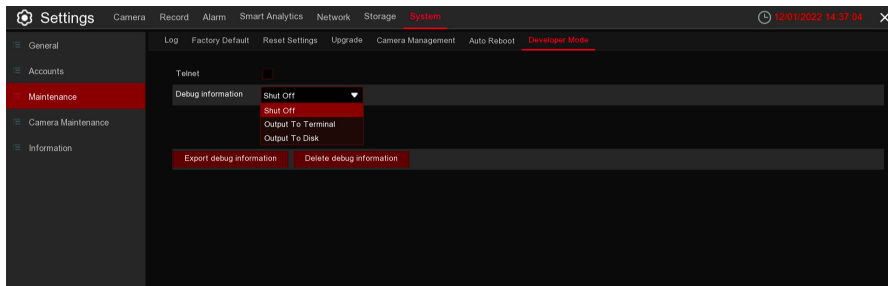 Settings Camera Record Alarm Smart Analytics Network Storage System 12/01/2022 14:37:04
General
Log Factory Default Reset Settings Upgrade Camera Management Auto Reboot Developer Mode
Accounts
Telnet
Maintenance
Debug information Shut Off
Shut Off
Camera Maintenance
Output To Terminal
Output To Disk
Information
Export debug information Delete debug information